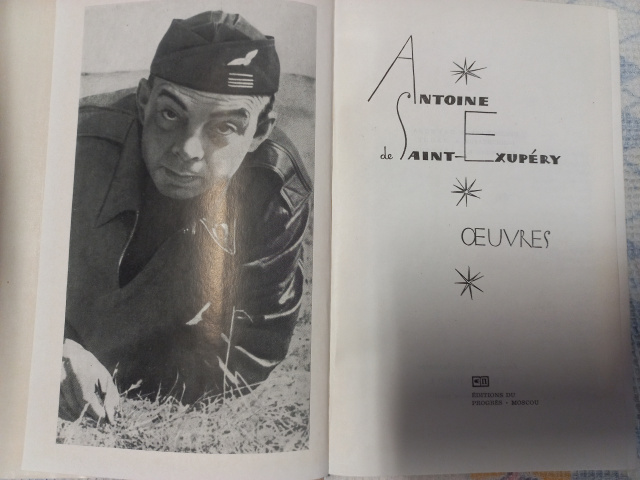 ANTOINE
de SAINT-EXUPÉRY
ŒUVRES
ÉDITIONS DU
PROGRÈS • MOSCOU